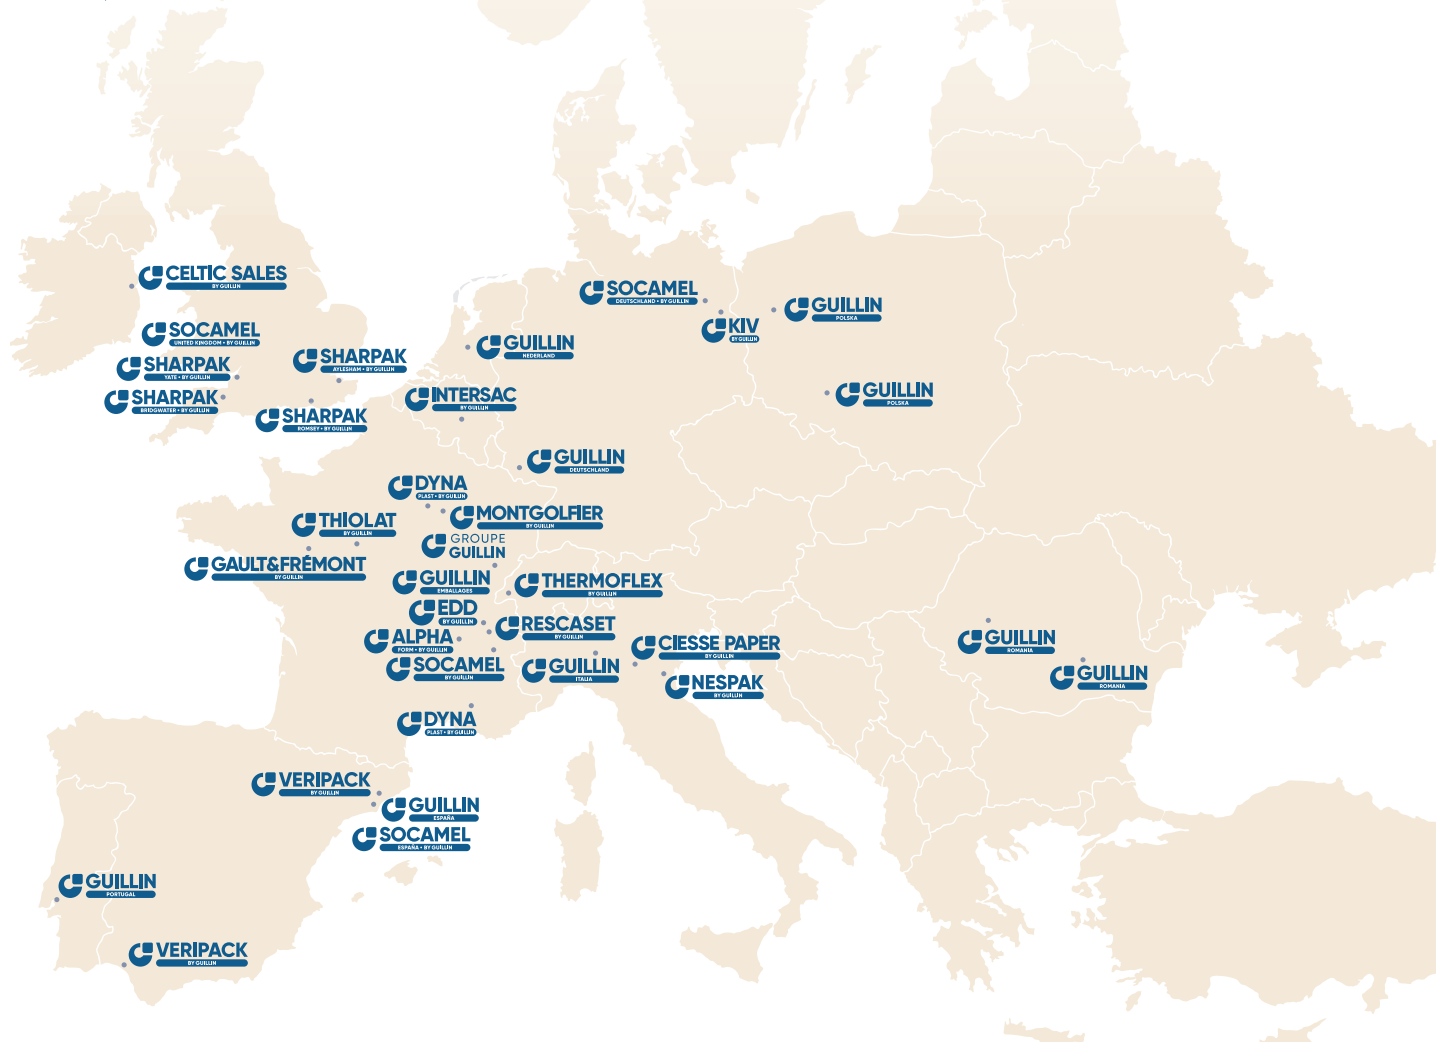 CELTIC SALES
BY GUILLIN
SOCAMEL
UNITED KINGDOM • BY GUILLIN
SHARPAK
YATE • BY GUILLIN
SHARPAK
BRIDGWATER • BY GUILLIN
SHARPAK
AYLESHAM • BY GUILLIN
SHARPAK
ROMSEY • BY GUILLIN
SOCAMEL
DEUTSCHLAND • BY GUILLIN
KIV
BY GUILLIN
GUILLIN
POLSKA
GUILLIN
NEDERLAND
INTERSAC
BY GUILLIN
GUILLIN
POLSKA
GUILLIN
DEUTSCHLAND
DYNA
PLAST • BY GUILLIN
MONTGOLFIER
BY GUILLIN
THIOLAT
BY GUILLIN
GROUPE
GUILLIN
GAULT&FRÉMONT
BY GUILLIN
GUILLIN
EMBALLAGES
THERMOFLEX
BY GUILLIN
EDD
BY GUILLIN
RESCASET
BY GUILLIN
ALPHA
FORM • BY GUILLIN
SOCAMEL
BY GUILLIN
GUILLIN
ITALIA
CIESSE PAPER
BY GUILLIN
NESPAK
BY GUILLIN
GUILLIN
ROMANIA
GUILLIN
ROMANIA
DYNA
PLAST • BY GUILLIN
VERIPACK
BY GUILLIN
GUILLIN
ESPAÑA
SOCAMEL
ESPAÑA • BY GUILLIN
GUILLIN
PORTUGAL
VERIPACK
BY GUILLIN